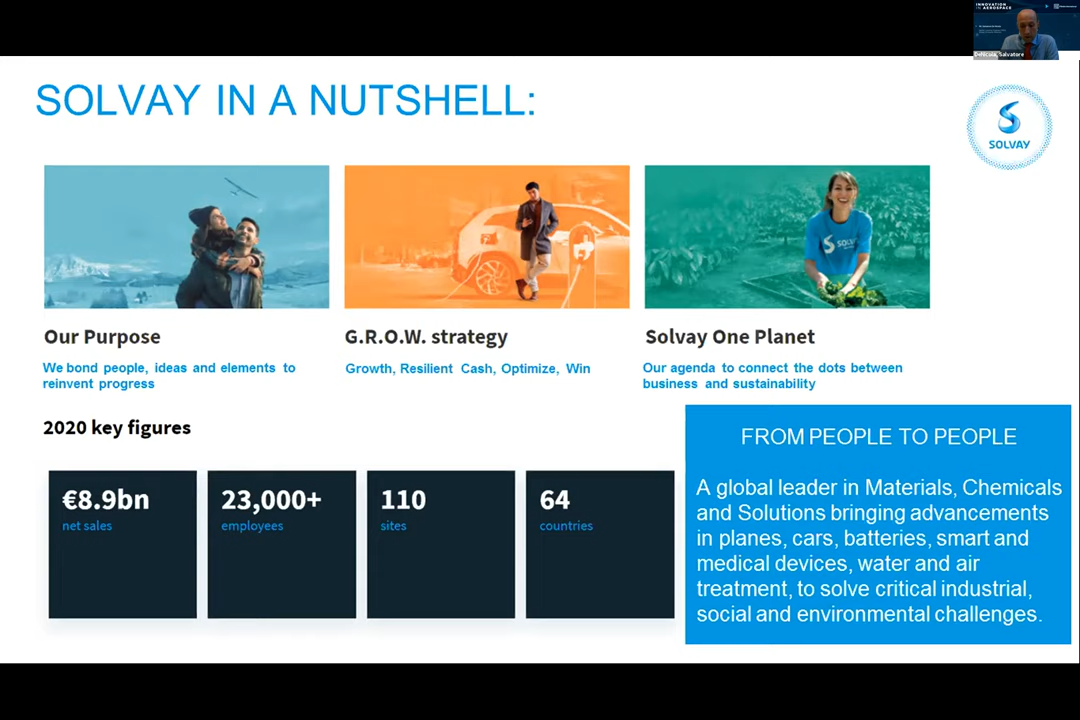 INNOVATION
IN AEROSPACE
DeNicola, Salvatore
SOLVAY IN A NUTSHELL:
SOLVAY
SOLVAY
Our Purpose
We bond people, ideas and elements to
reinvent progress
G.R.O.W. strategy
Growth, Resilient Cash, Optimize, Win
Solvay One Planet
Our agenda to connect the dots between
business and sustainability
2020 key figures
€8.9bn
net sales
23,000+
employees
110
sites
64
countries
FROM PEOPLE TO PEOPLE
A global leader in Materials, Chemicals
and Solutions bringing advancements
in planes, cars, batteries, smart and
medical devices, water and air
treatment, to solve critical industrial,
social and environmental challenges.